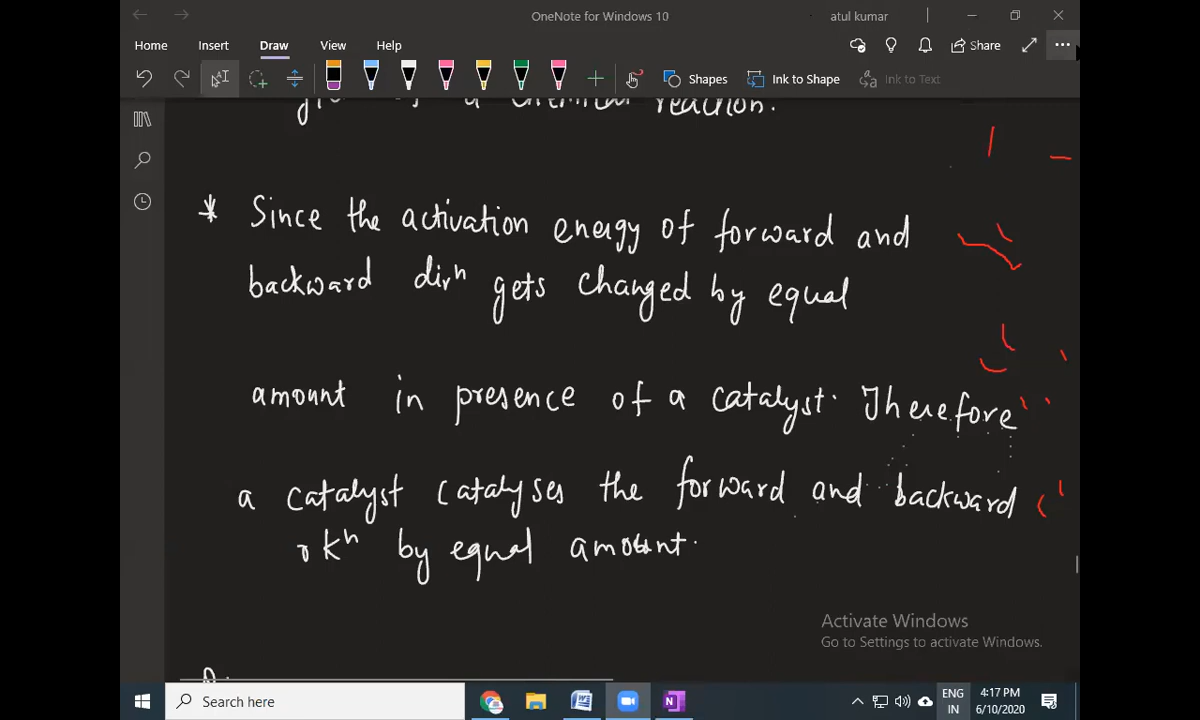 OneNote for Windows 10
atul kumar
Home Insert Draw View Help
Share
Shapes
Ink to Shape
Ink to Text
a chemical reaction.
* Since the activation energy of forward and
backward dirⁿ gets changed by equal
amount in presence of a catalyst. Therefore
a catalyst catalyses the forward and backward
rxⁿ by equal amount.
Activate Windows
Go to Settings to activate Windows.
Search here
ENG
IN
4:17 PM
6/10/2020